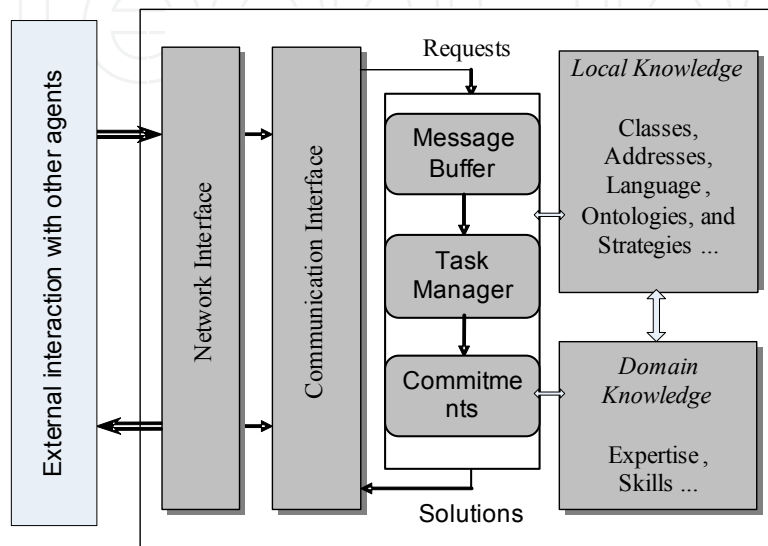 External interaction with other agents
Network Interface
Communication Interface
Requests
Message
Buffer
Task
Manager
Commitme
nts
Solutions
Local Knowledge
Classes,
Addresses,
Language ,
Ontologies, and
Strategies ...
Domain
Knowledge
Expertise ,
Skills ...